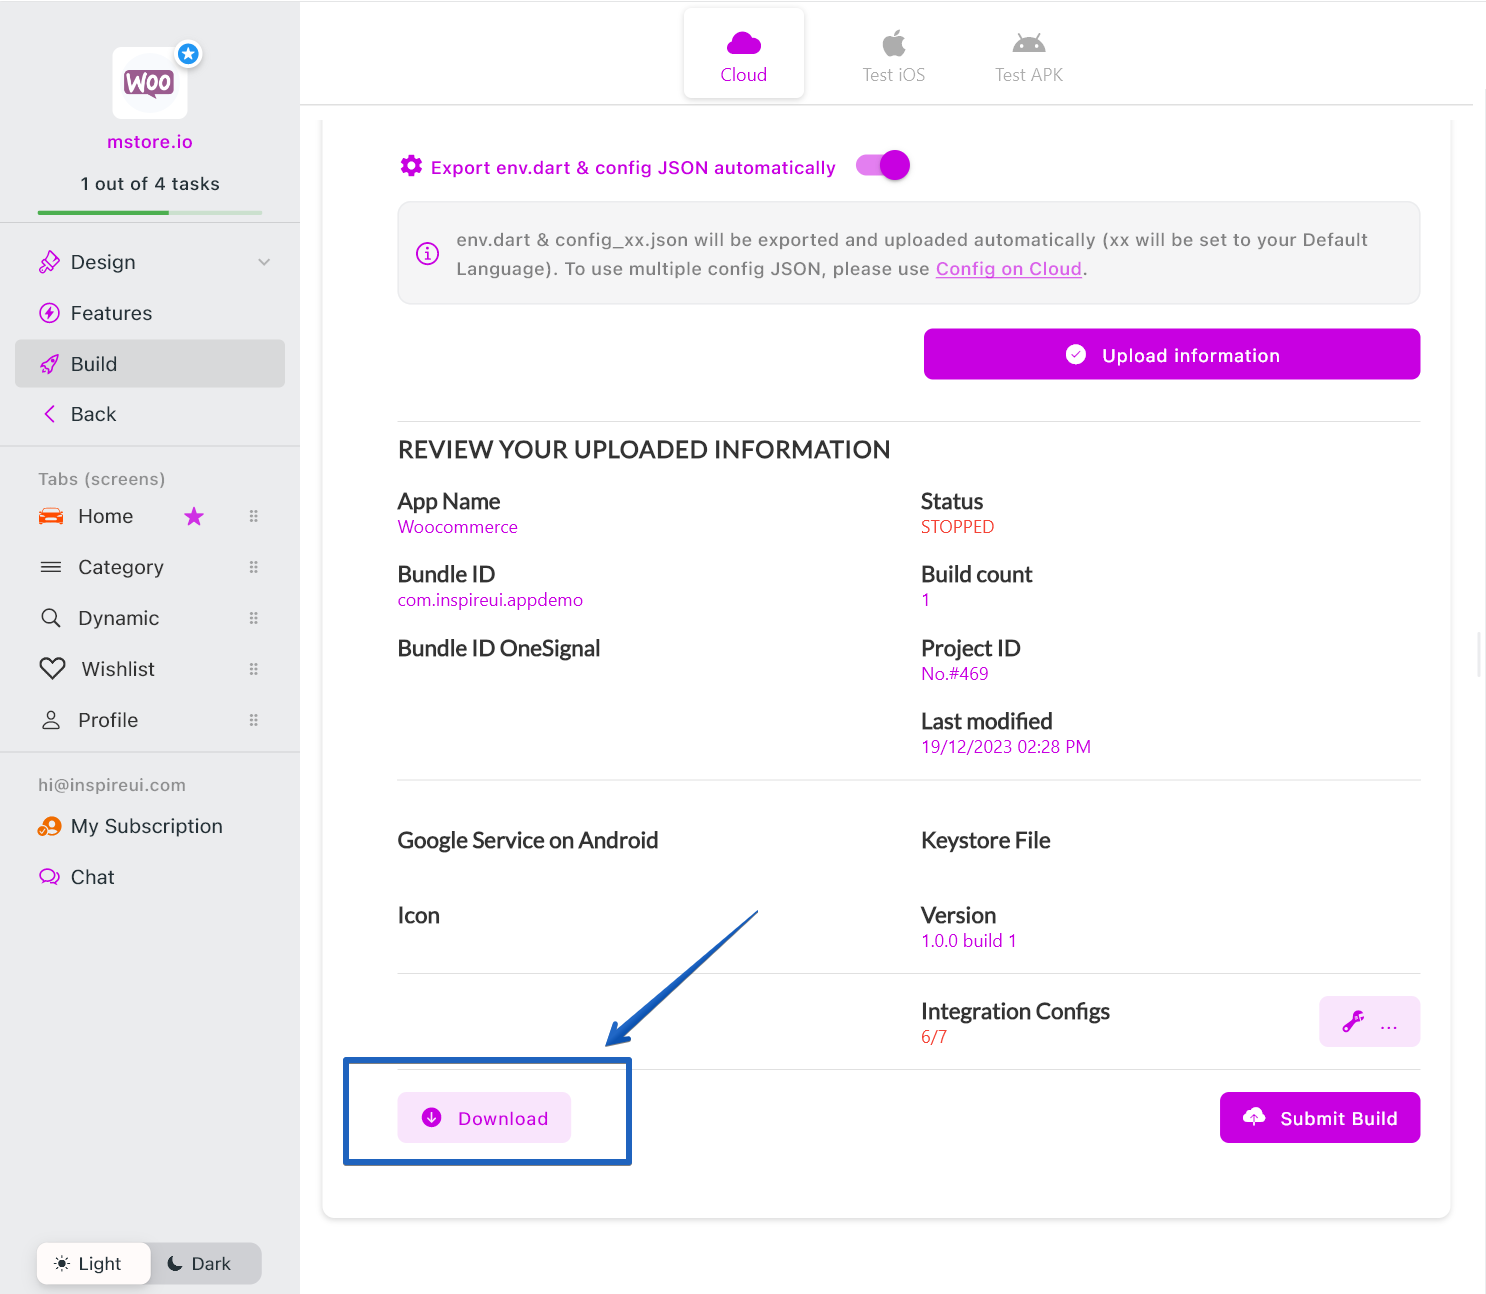 WOO
mstore.io
1 out of 4 tasks
Design
Features
Build
Back
Tabs (screens)
Home
Category
Dynamic
Wishlist
Profile
hi@inspireui.com
My Subscription
Chat
Light
Dark
Cloud
Test iOS
Test APK
Export env.dart & config JSON automatically
env.dart & config_xx.json will be exported and uploaded automatically (xx will be set to your Default
Language). To use multiple config JSON, please use Config on Cloud.
Upload information
REVIEW YOUR UPLOADED INFORMATION
App Name
Woocommerce
Status
STOPPED
Bundle ID
com.inspireui.appdemo
Build count
1
Bundle ID OneSignal
Project ID
No.#469
Last modified
19/12/2023 02:28 PM
Google Service on Android
Keystore File
Icon
Version
1.0.0 build 1
Integration Configs
6/7
...
Download
Submit Build